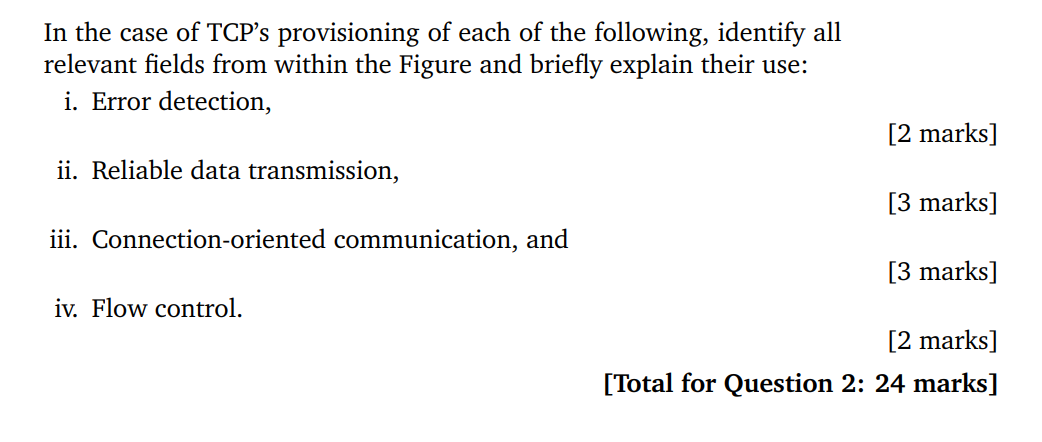 In the case of TCP’s provisioning of each of the following, identify all
relevant fields from within the Figure and briefly explain their use:
i. Error detection,
[2 marks]
ii. Reliable data transmission,
[3 marks]
iii. Connection-oriented communication, and
[3 marks]
iv. Flow control.
[2 marks]
[Total for Question 2: 24 marks]